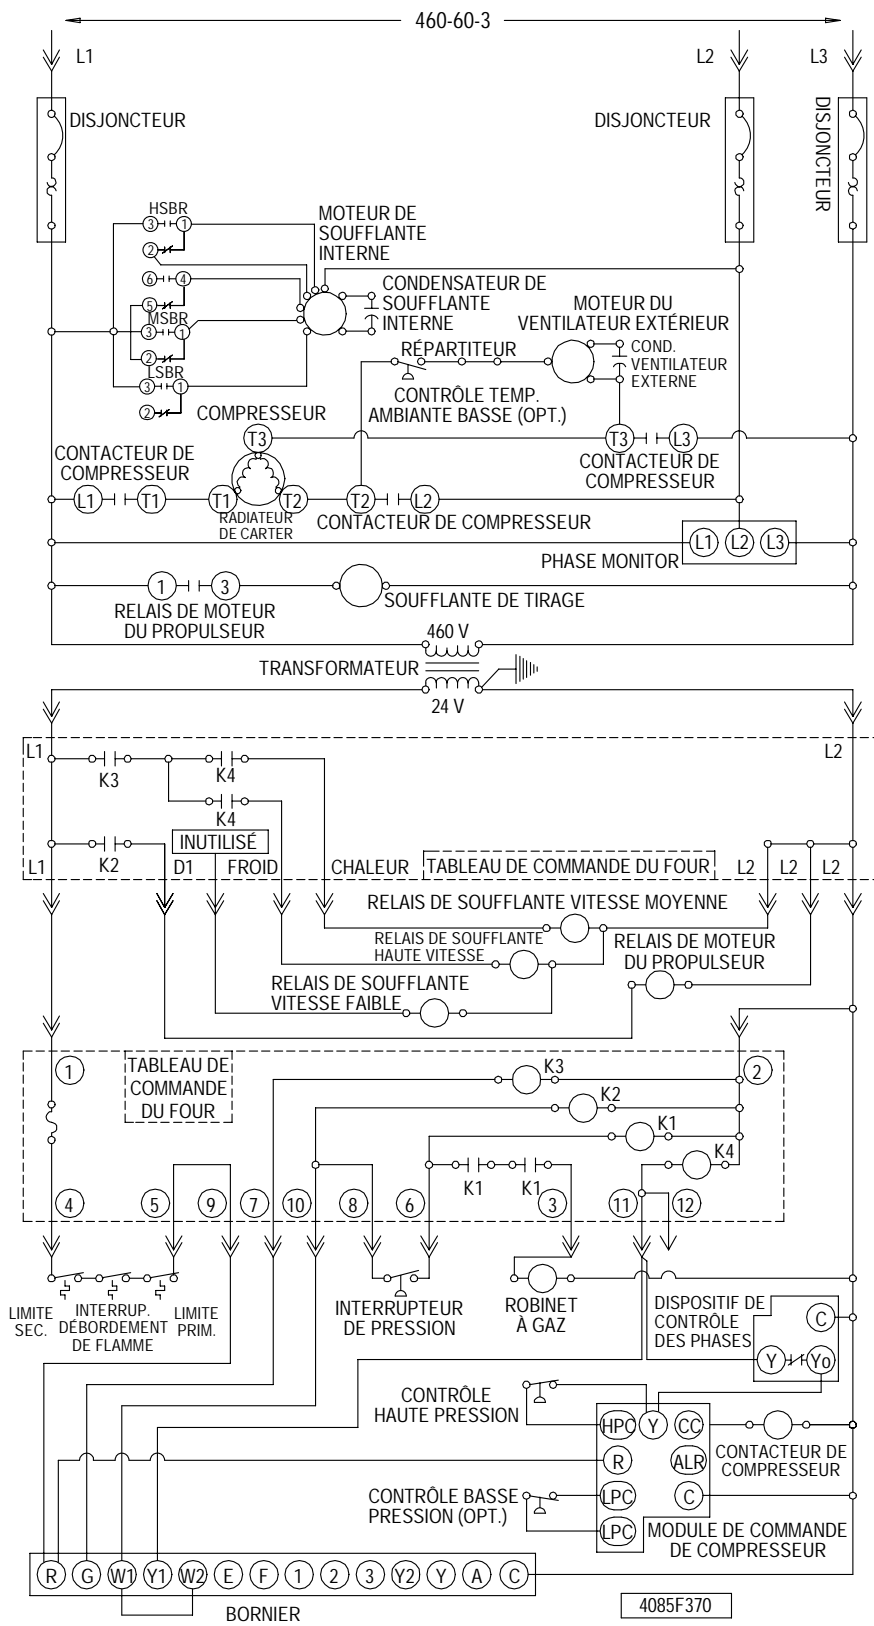 460-60-3
L1
L2
L3
DISJONCTEUR
DISJONCTEUR
DISJONCTEUR
HSBR
3 1
2
6 4
5
MSBR
3 1
2
LSBR
3 1
2
MOTEUR DE
SOUFFLANTE
INTERNE
CONDENSATEUR DE
SOUFFLANTE
INTERNE
MOTEUR DU
VENTILATEUR EXTÉRIEUR
COND.
VENTILATEUR
EXTERNE
RÉPARTITEUR
CONTRÔLE TEMP.
AMBIANTE BASSE (OPT.)
COMPRESSEUR
T3
T3 L3
CONTACTEUR DE
COMPRESSEUR
CONTACTEUR DE
COMPRESSEUR
L1 T1 T1 T2 T2 L2
RADIATEUR
DE CARTER
CONTACTEUR DE COMPRESSEUR
L1 L2 L3
PHASE MONITOR
1 3
RELAIS DE MOTEUR
DU PROPULSEUR
SOUFFLANTE DE TIRAGE
460 V
TRANSFORMATEUR
24 V
L1
L2
K3
K4
K4
INUTILISÉ
L1
K2
D1
FROID
CHALEUR
TABLEAU DE COMMANDE DU FOUR
L2
L2
L2
RELAIS DE SOUFFLANTE VITESSE MOYENNE
RELAIS DE SOUFFLANTE
HAUTE VITESSE
RELAIS DE MOTEUR
DU PROPULSEUR
RELAIS DE SOUFFLANTE
VITESSE FAIBLE
1
TABLEAU DE
COMMANDE
DU FOUR
2
K3
K2
K1
K4
K1
K1
4 5 9 7 10 8 6 3 11 12
LIMITE
SEC.
INTERRUP.
DÉBORDEMENT
DE FLAMME
LIMITE
PRIM.
INTERRUPTEUR
DE PRESSION
ROBINET
À GAZ
DISPOSITIF DE
CONTRÔLE
DES PHASES
C
Y Yo
CONTRÔLE
HAUTE PRESSION
HPC Y CC
R ALR
LPC C
LPC
CONTACTEUR DE
COMPRESSEUR
CONTRÔLE BASSE
PRESSION (OPT.)
MODULE DE COMMANDE
DE COMPRESSEUR
R G W1 Y1 W2 E F 1 2 3 Y2 Y A C
BORNIER
4085F370